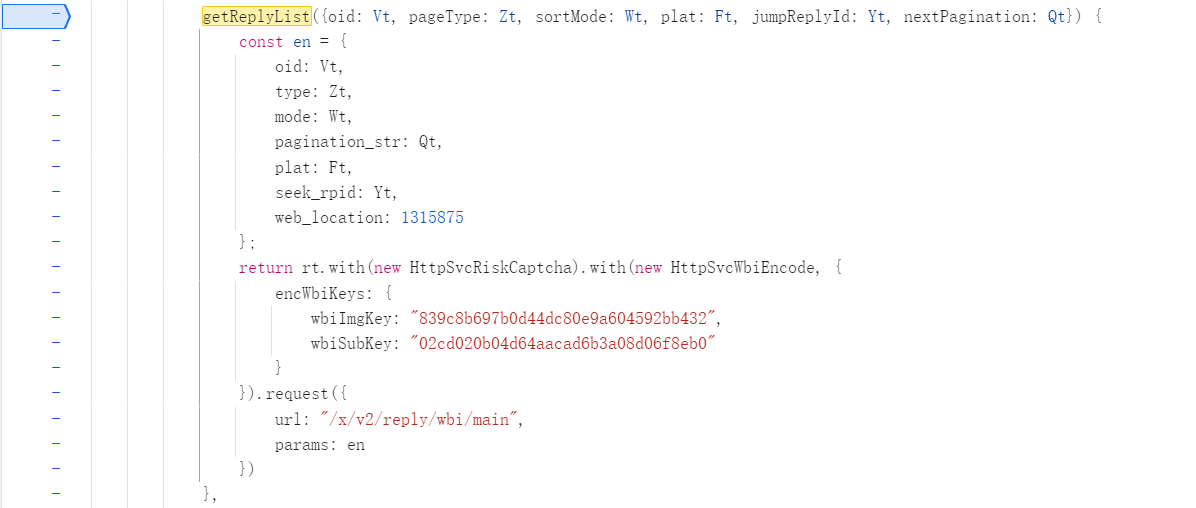 getReplyList({oid: Vt, pageType: Zt, sortMode: Wt, plat: Ft, jumpReplyId: Yt, nextPagination: Qt}) {
const en = {
oid: Vt,
type: Zt,
mode: Wt,
pagination_str: Qt,
plat: Ft,
seek_rpid: Yt,
web_location: 1315875
};
return rt.with(new HttpSvcRiskCaptcha).with(new HttpSvcWbiEncode, {
encWbiKeys: {
wbiImgKey: "839c8b697b0d44dc80e9a604592bb432",
wbiSubKey: "02cd020b04d64aacad6b3a08d06f8eb0"
}
}).request({
url: "/x/v2/reply/wbi/main",
params: en
})
},